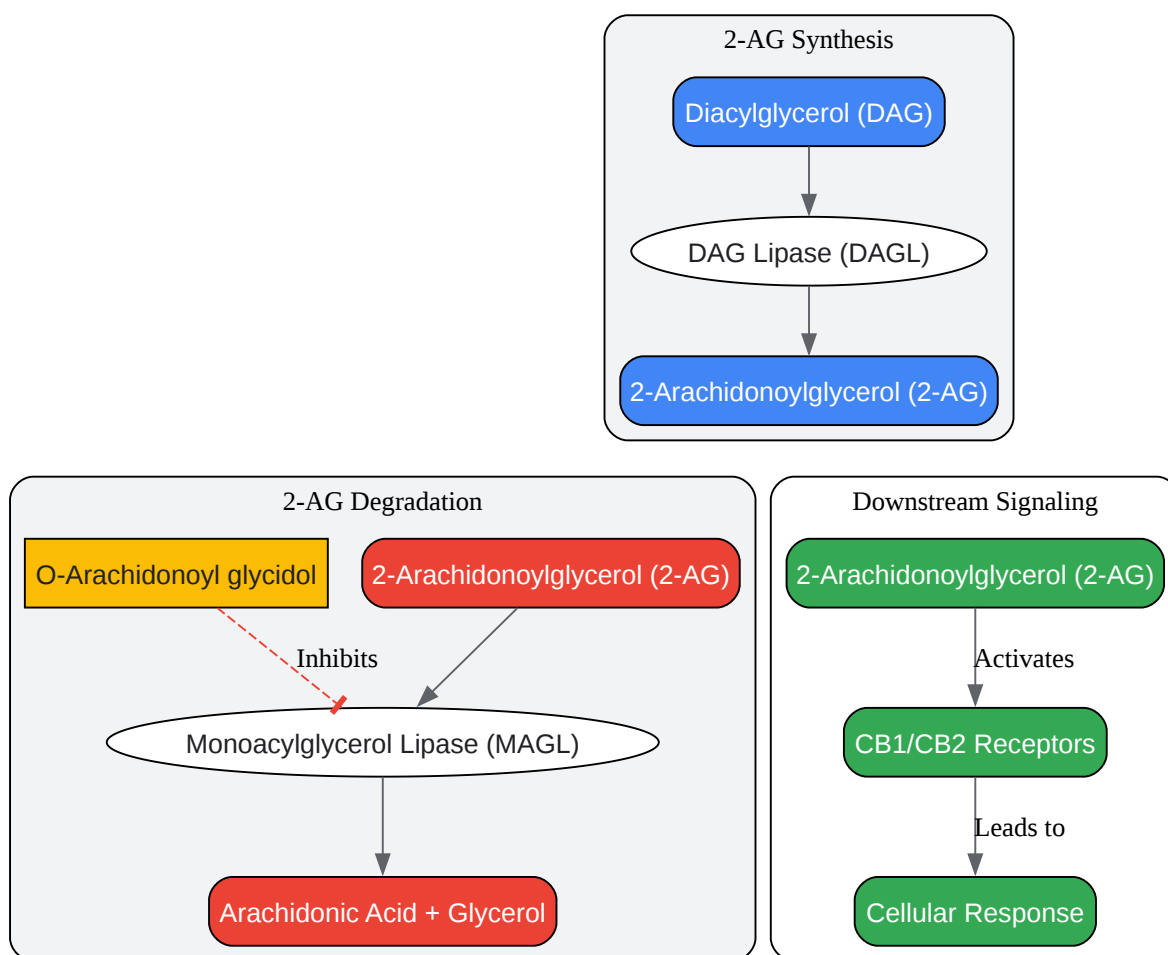 2-AG Synthesis
Diacylglycerol (DAG)
DAG Lipase (DAGL)
2-Arachidonoylglycerol (2-AG)
2-AG Degradation
O-Arachidonoyl glycidol
2-Arachidonoylglycerol (2-AG)
Inhibits
Monoacylglycerol Lipase (MAGL)
Arachidonic Acid + Glycerol
Downstream Signaling
2-Arachidonoylglycerol (2-AG)
Activates
CB1/CB2 Receptors
Leads to
Cellular Response